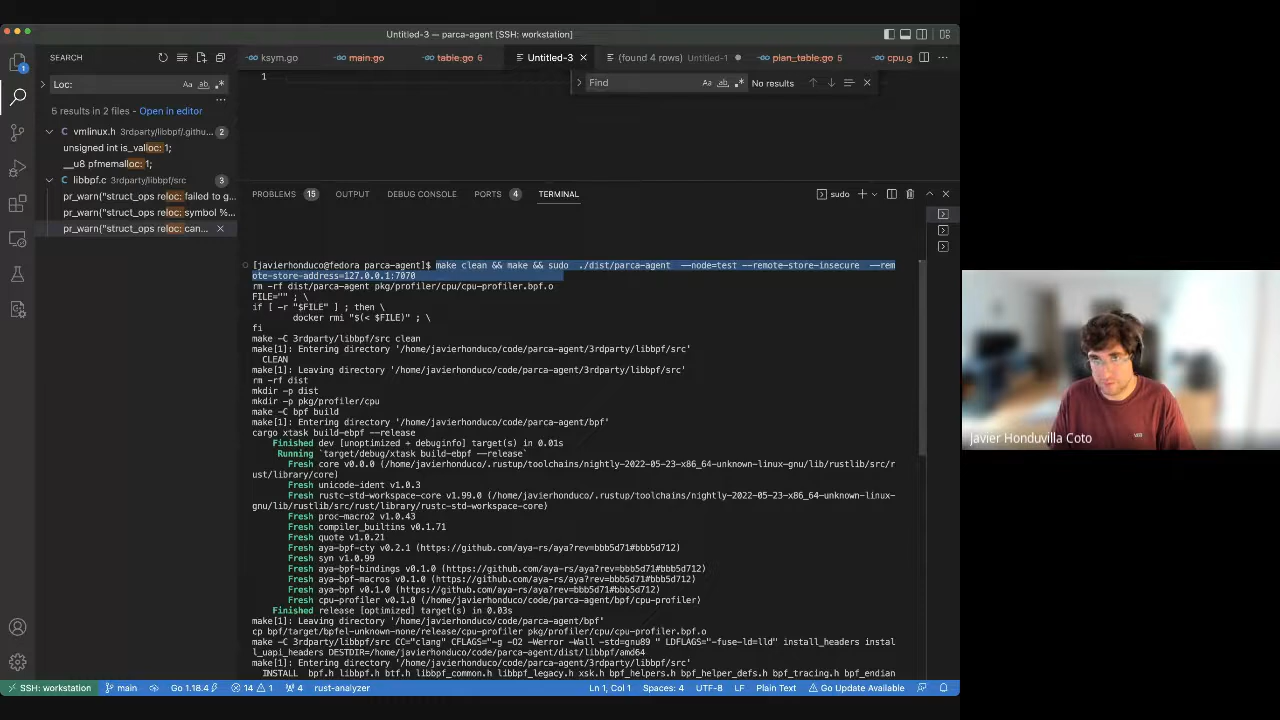 Untitled-3 — parca-agent [SSH: workstation]
SEARCH
ksym.go
main.go
table.go 6
Untitled-3
(found 4 rows) Untitled-1
plan_table.go 5
cpu.g
1
Loc:
Find
No results
5 results in 2 files - Open in editor
vmlinux.h 3rdparty/libbpf/.githu... 2
unsigned int is_valloc:1;
__u8 pfmemalloc:1;
libbpf.c 3rdparty/libbpf/src 3
pr_warn("struct_ops reloc: failed to g...
pr_warn("struct_ops reloc: symbol %...
pr_warn("struct_ops reloc: can...
PROBLEMS 15 OUTPUT DEBUG CONSOLE PORTS 4 TERMINAL
sudo
[javierhonduco@fedora parca-agent]$ make clean && make && sudo ./dist/parca-agent --node=test --remote-store-insecure --rem
ote-store-address=127.0.0.1:7070
rm -rf dist/parca-agent pkg/profiler/cpu/cpu-profiler.bpf.o
FILE="" ; \
if [ -r "$FILE" ] ; then \
docker rmi "$(< $FILE)" ; \
fi
make -C 3rdparty/libbpf/src clean
make[1]: Entering directory '/home/javierhonduco/code/parca-agent/3rdparty/libbpf/src'
CLEAN
make[1]: Leaving directory '/home/javierhonduco/code/parca-agent/3rdparty/libbpf/src'
rm -rf dist
mkdir -p dist
mkdir -p pkg/profiler/cpu
make -C bpf build
make[1]: Entering directory '/home/javierhonduco/code/parca-agent/bpf'
cargo xtask build-ebpf --release
Finished dev [unoptimized + debuginfo] target(s) in 0.01s
Running `target/debug/xtask build-ebpf --release`
Fresh core v0.0.0 (/home/javierhonduco/.rustup/toolchains/nightly-2022-05-23-x86_64-unknown-linux-gnu/lib/rustlib/src/r
ust/library/core)
Fresh unicode-ident v1.0.3
Fresh rustc-std-workspace-core v1.99.0 (/home/javierhonduco/.rustup/toolchains/nightly-2022-05-23-x86_64-unknown-linux-
gnu/lib/rustlib/src/rust/library/rustc-std-workspace-core)
Fresh proc-macro2 v1.0.43
Fresh compiler_builtins v0.1.71
Fresh quote v1.0.21
Fresh aya-bpf-cty v0.2.1 (https://github.com/aya-rs/aya?rev=bbb5d71#bbb5d712)
Fresh syn v1.0.99
Fresh aya-bpf-bindings v0.1.0 (https://github.com/aya-rs/aya?rev=bbb5d71#bbb5d712)
Fresh aya-bpf-macros v0.1.0 (https://github.com/aya-rs/aya?rev=bbb5d71#bbb5d712)
Fresh aya-bpf v0.1.0 (https://github.com/aya-rs/aya?rev=bbb5d71#bbb5d712)
Fresh cpu-profiler v0.1.0 (/home/javierhonduco/code/parca-agent/bpf/cpu-profiler)
Finished release [optimized] target(s) in 0.03s
make[1]: Leaving directory '/home/javierhonduco/code/parca-agent/bpf'
cp bpf/target/bpfel-unknown-none/release/cpu-profiler pkg/profiler/cpu/cpu-profiler.bpf.o
make -C 3rdparty/libbpf/src CC="clang" CFLAGS="-g -O2 -Werror -Wall -std=gnu89 " LDFLAGS="-fuse-ld=lld" install_headers instal
l_uapi_headers DESTDIR=/home/javierhonduco/code/parca-agent/dist/libbpf/amd64
make[1]: Entering directory '/home/javierhonduco/code/parca-agent/3rdparty/libbpf/src'
INSTALL bpf.h libbpf.h btf.h libbpf_common.h libbpf_legacy.h xsk.h bpf_helpers.h bpf_helper_defs.h bpf_tracing.h bpf_endian
SSH: workstation
main
Go 1.18.4
14 1
4
rust-analyzer
Ln 1, Col 1
Spaces: 4
UTF-8
LF
Plain Text
Go Update Available
Javier Honduvilla Coto